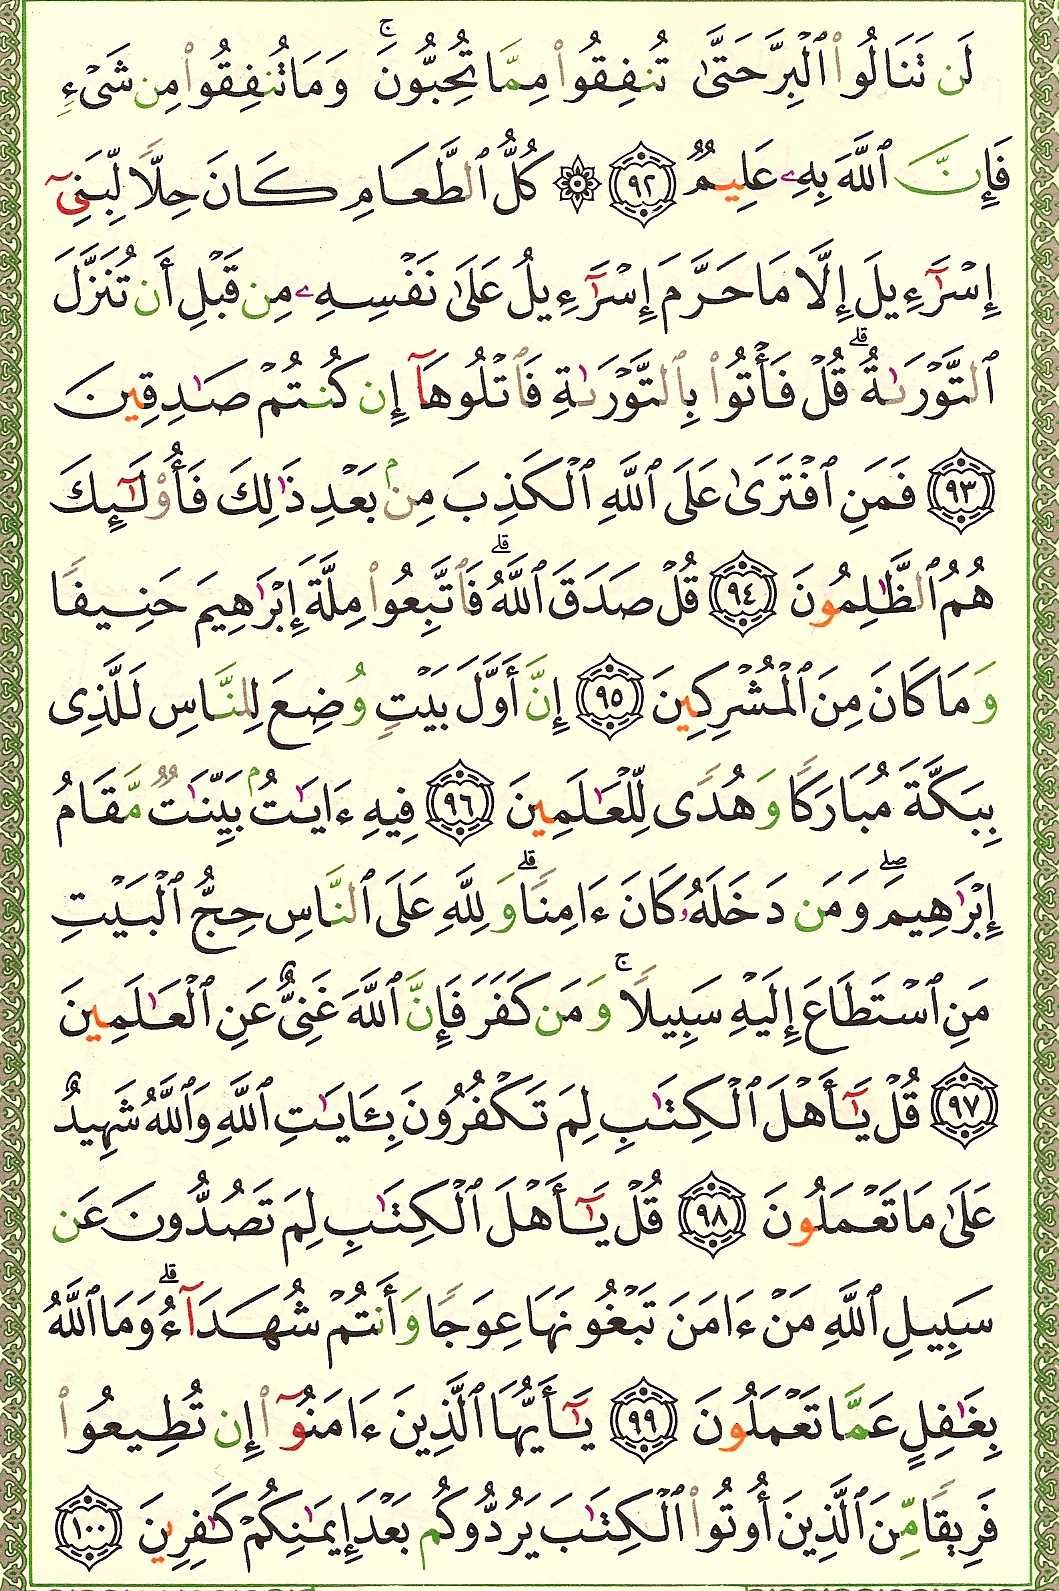 لَن تَنَالُوا۟ ٱلْبِرَّ حَتَّىٰ تُنفِقُوا۟ مِمَّا تُحِبُّونَ ۚ وَمَا تُنفِقُوا۟ مِن شَىْءٍ
فَإِنَّ ٱللَّهَ بِهِۦ عَلِيمٌ ﴿٩٢﴾ ۞ كُلُّ ٱلطَّعَامِ كَانَ حِلًّا لِّبَنِىٓ
إِسْرَٰٓءِيلَ إِلَّا مَا حَرَّمَ إِسْرَٰٓءِيلُ عَلَىٰ نَفْسِهِۦ مِن قَبْلِ أَن تُنَزَّلَ
ٱلتَّوْرَىٰةُ ۗ قُلْ فَأْتُوا۟ بِٱلتَّوْرَىٰةِ فَٱتْلُوهَآ إِن كُنتُمْ صَـٰدِقِينَ
﴿٩٣﴾ فَمَنِ ٱفْتَرَىٰ عَلَى ٱللَّهِ ٱلْكَذِبَ مِنۢ بَعْدِ ذَٰلِكَ فَأُو۟لَـٰٓئِكَ
هُمُ ٱلظَّـٰلِمُونَ ﴿٩٤﴾ قُلْ صَدَقَ ٱللَّهُ ۗ فَٱتَّبِعُوا۟ مِلَّةَ إِبْرَٰهِيمَ حَنِيفًا
وَمَا كَانَ مِنَ ٱلْمُشْرِكِينَ ﴿٩٥﴾ إِنَّ أَوَّلَ بَيْتٍ وُضِعَ لِلنَّاسِ لَلَّذِى
بِبَكَّةَ مُبَارَكًا وَهُدًى لِّلْعَـٰلَمِينَ ﴿٩٦﴾ فِيهِ ءَايَـٰتٌۢ بَيِّنَـٰتٌ مَّقَامُ
إِبْرَٰهِيمَ ۖ وَمَن دَخَلَهُۥ كَانَ ءَامِنًا ۗ وَلِلَّهِ عَلَى ٱلنَّاسِ حِجُّ ٱلْبَيْتِ
مَنِ ٱسْتَطَاعَ إِلَيْهِ سَبِيلًا ۚ وَمَن كَفَرَ فَإِنَّ ٱللَّهَ غَنِىٌّ عَنِ ٱلْعَـٰلَمِينَ
﴿٩٧﴾ قُلْ يَـٰٓأَهْلَ ٱلْكِتَـٰبِ لِمَ تَكْفُرُونَ بِـَٔايَـٰتِ ٱللَّهِ وَٱللَّهُ شَهِيدٌ
عَلَىٰ مَا تَعْمَلُونَ ﴿٩٨﴾ قُلْ يَـٰٓأَهْلَ ٱلْكِتَـٰبِ لِمَ تَصُدُّونَ عَن
سَبِيلِ ٱللَّهِ مَنْ ءَامَنَ تَبْغُونَهَا عِوَجًا وَأَنتُمْ شُهَدَآءُ ۗ وَمَا ٱللَّهُ
بِغَـٰفِلٍ عَمَّا تَعْمَلُونَ ﴿٩٩﴾ يَـٰٓأَيُّهَا ٱلَّذِينَ ءَامَنُوٓا۟ إِن تُطِيعُوا۟
فَرِيقًا مِّنَ ٱلَّذِينَ أُوتُوا۟ ٱلْكِتَـٰبَ يَرُدُّوكُم بَعْدَ إِيمَـٰنِكُمْ كَـٰفِرِينَ ﴿١٠٠﴾